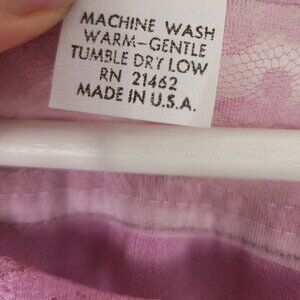 MACHINE WASH
WARM-GENTLE
TUMBLE DRY LOW
RN 21462
MADE IN U.S.A.